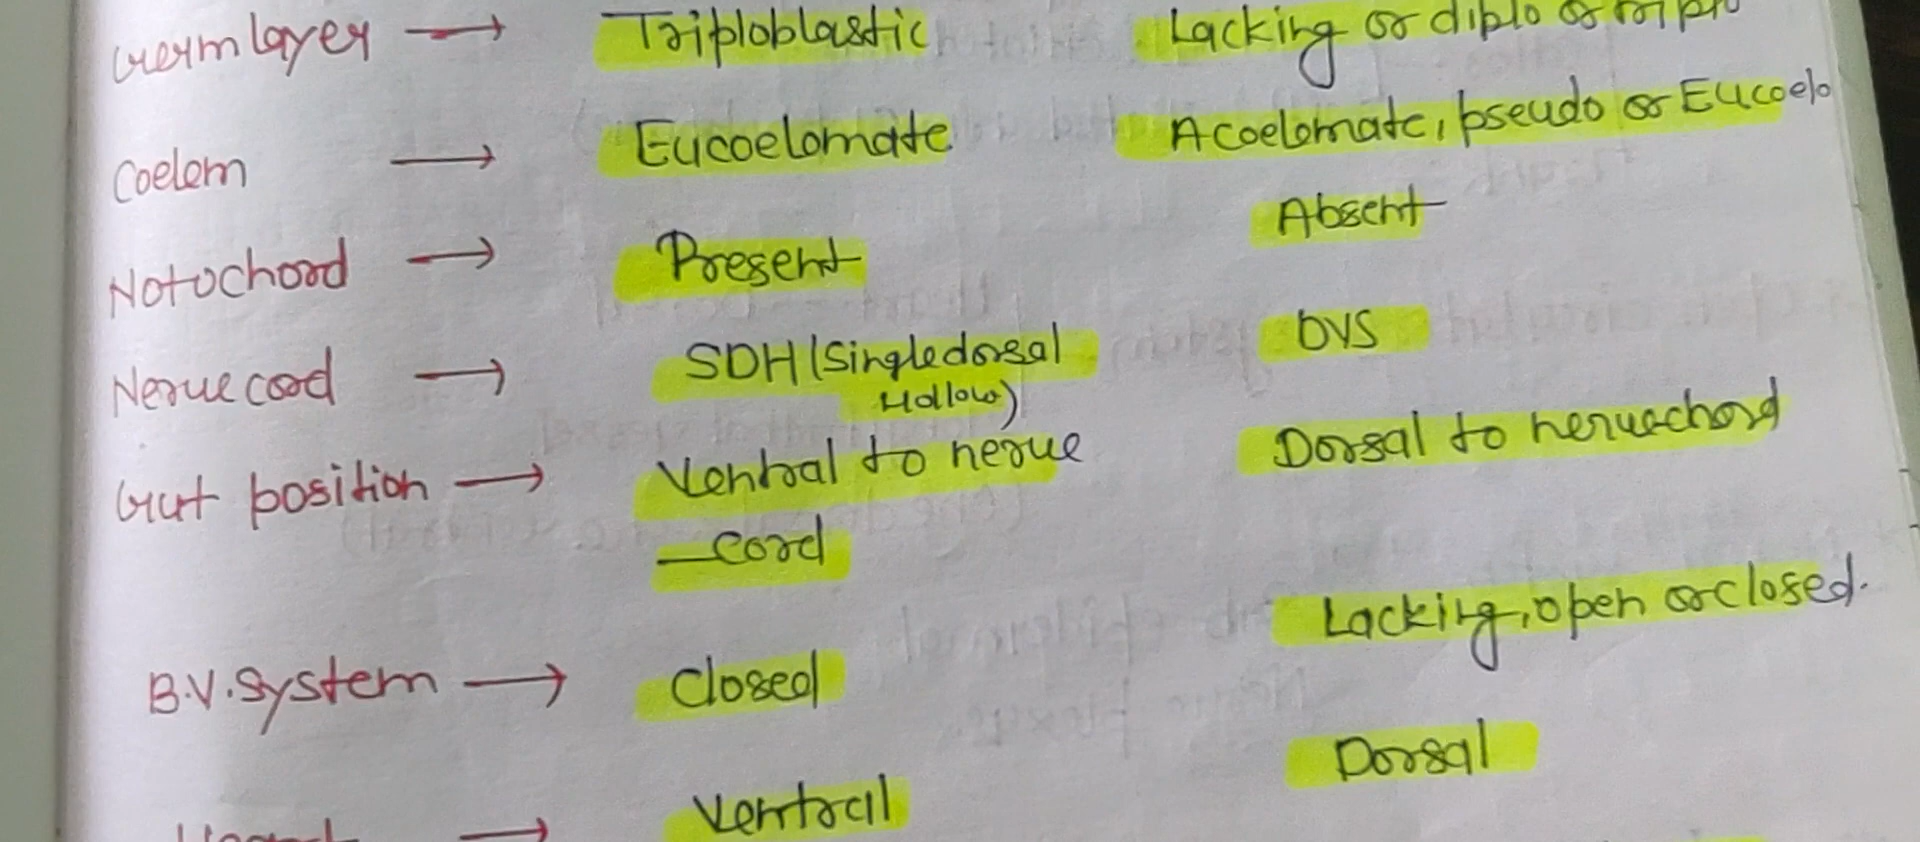 Germ layer → Triploblastic Lacking or diplo or triplo
Coelom → Eucoelomate Acoelomate, pseudo or Eucoelo
Notochord → Present Absent
Nerve cord → SDH (Single dorsal DVS
Hollow)
Gut position → Ventral to nerve Dorsal to nervechord
—cord
B.V. System → Closed Lacking, open or closed.
→ Ventral Dorsal